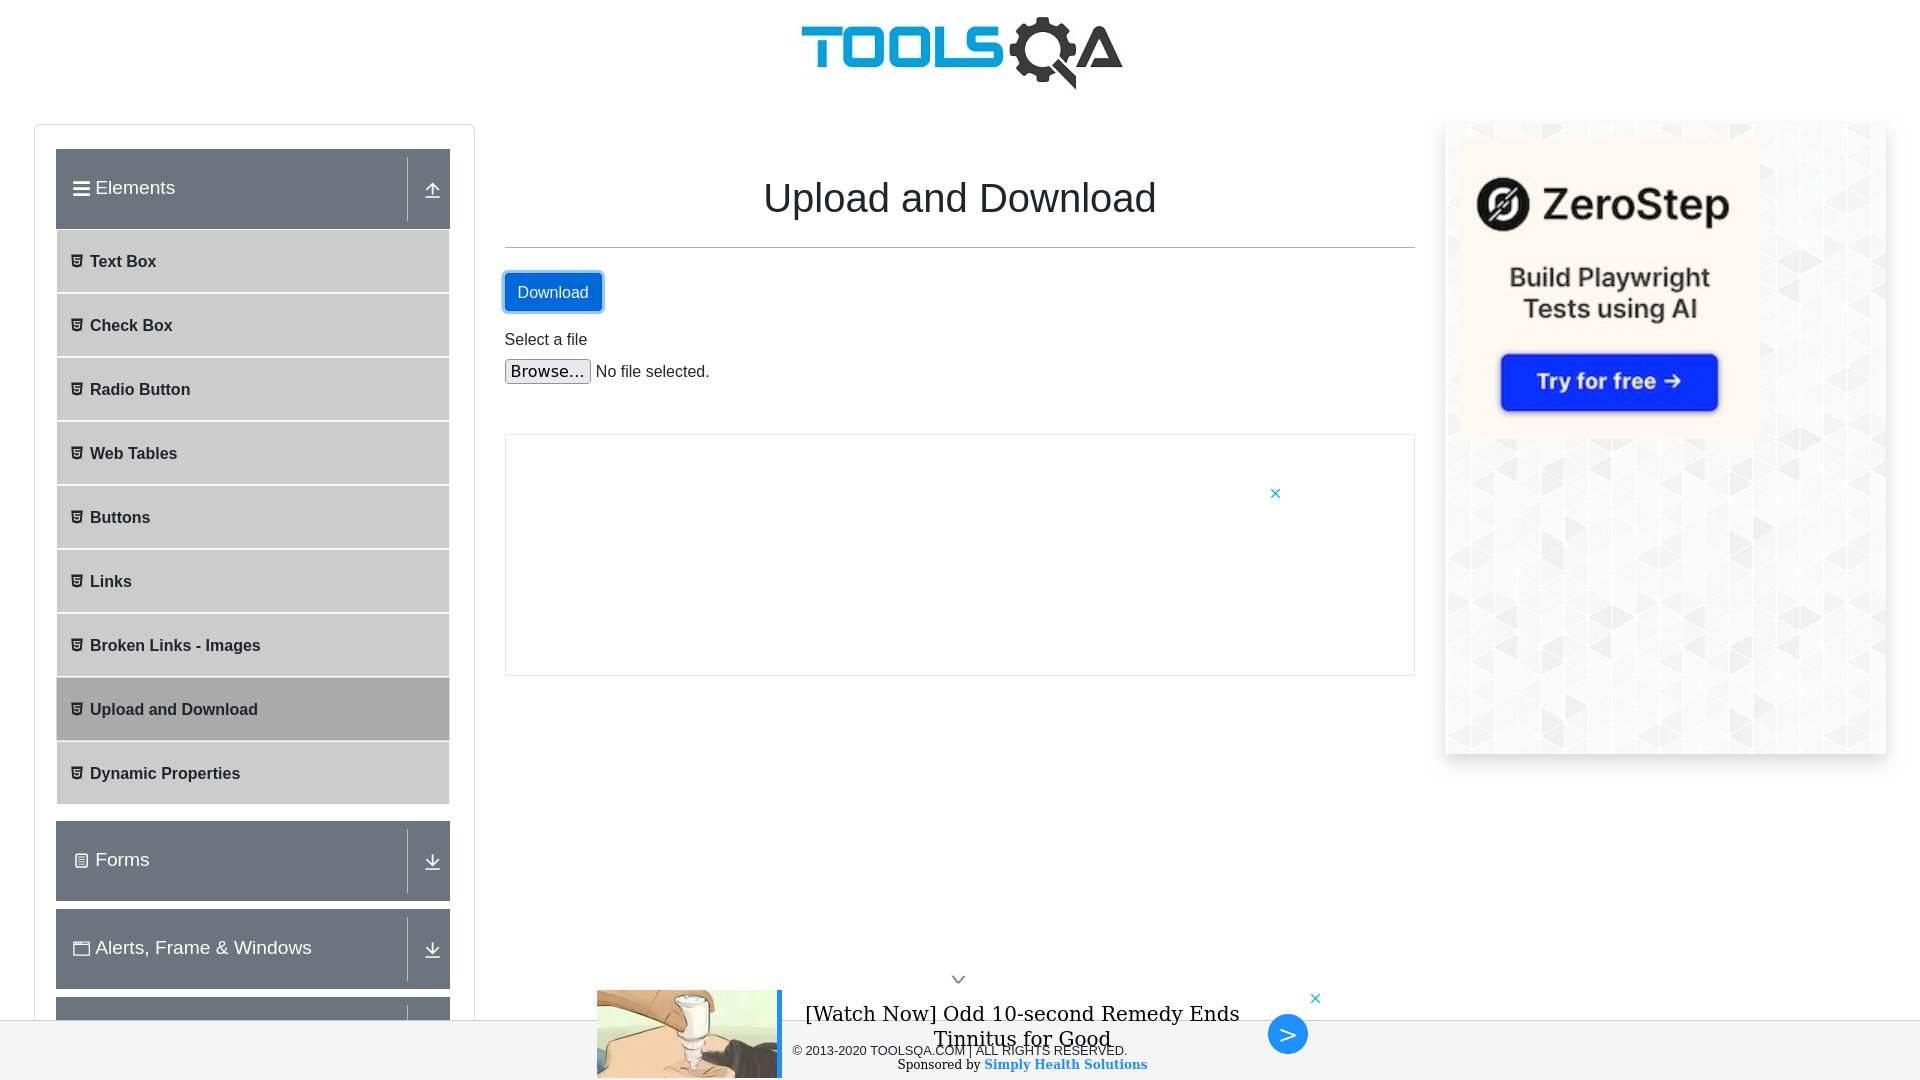 TOOLSQA
Elements
Text Box
Check Box
Radio Button
Web Tables
Buttons
Links
Broken Links - Images
Upload and Download
Dynamic Properties
Forms
Alerts, Frame & Windows
Upload and Download
Download
Select a file
Browse... No file selected.
ZeroStep
Build Playwright
Tests using AI
Try for free →
[Watch Now] Odd 10-second Remedy Ends
Tinnitus for Good
Sponsored by Simply Health Solutions
© 2013-2020 TOOLSQA.COM | ALL RIGHTS RESERVED.